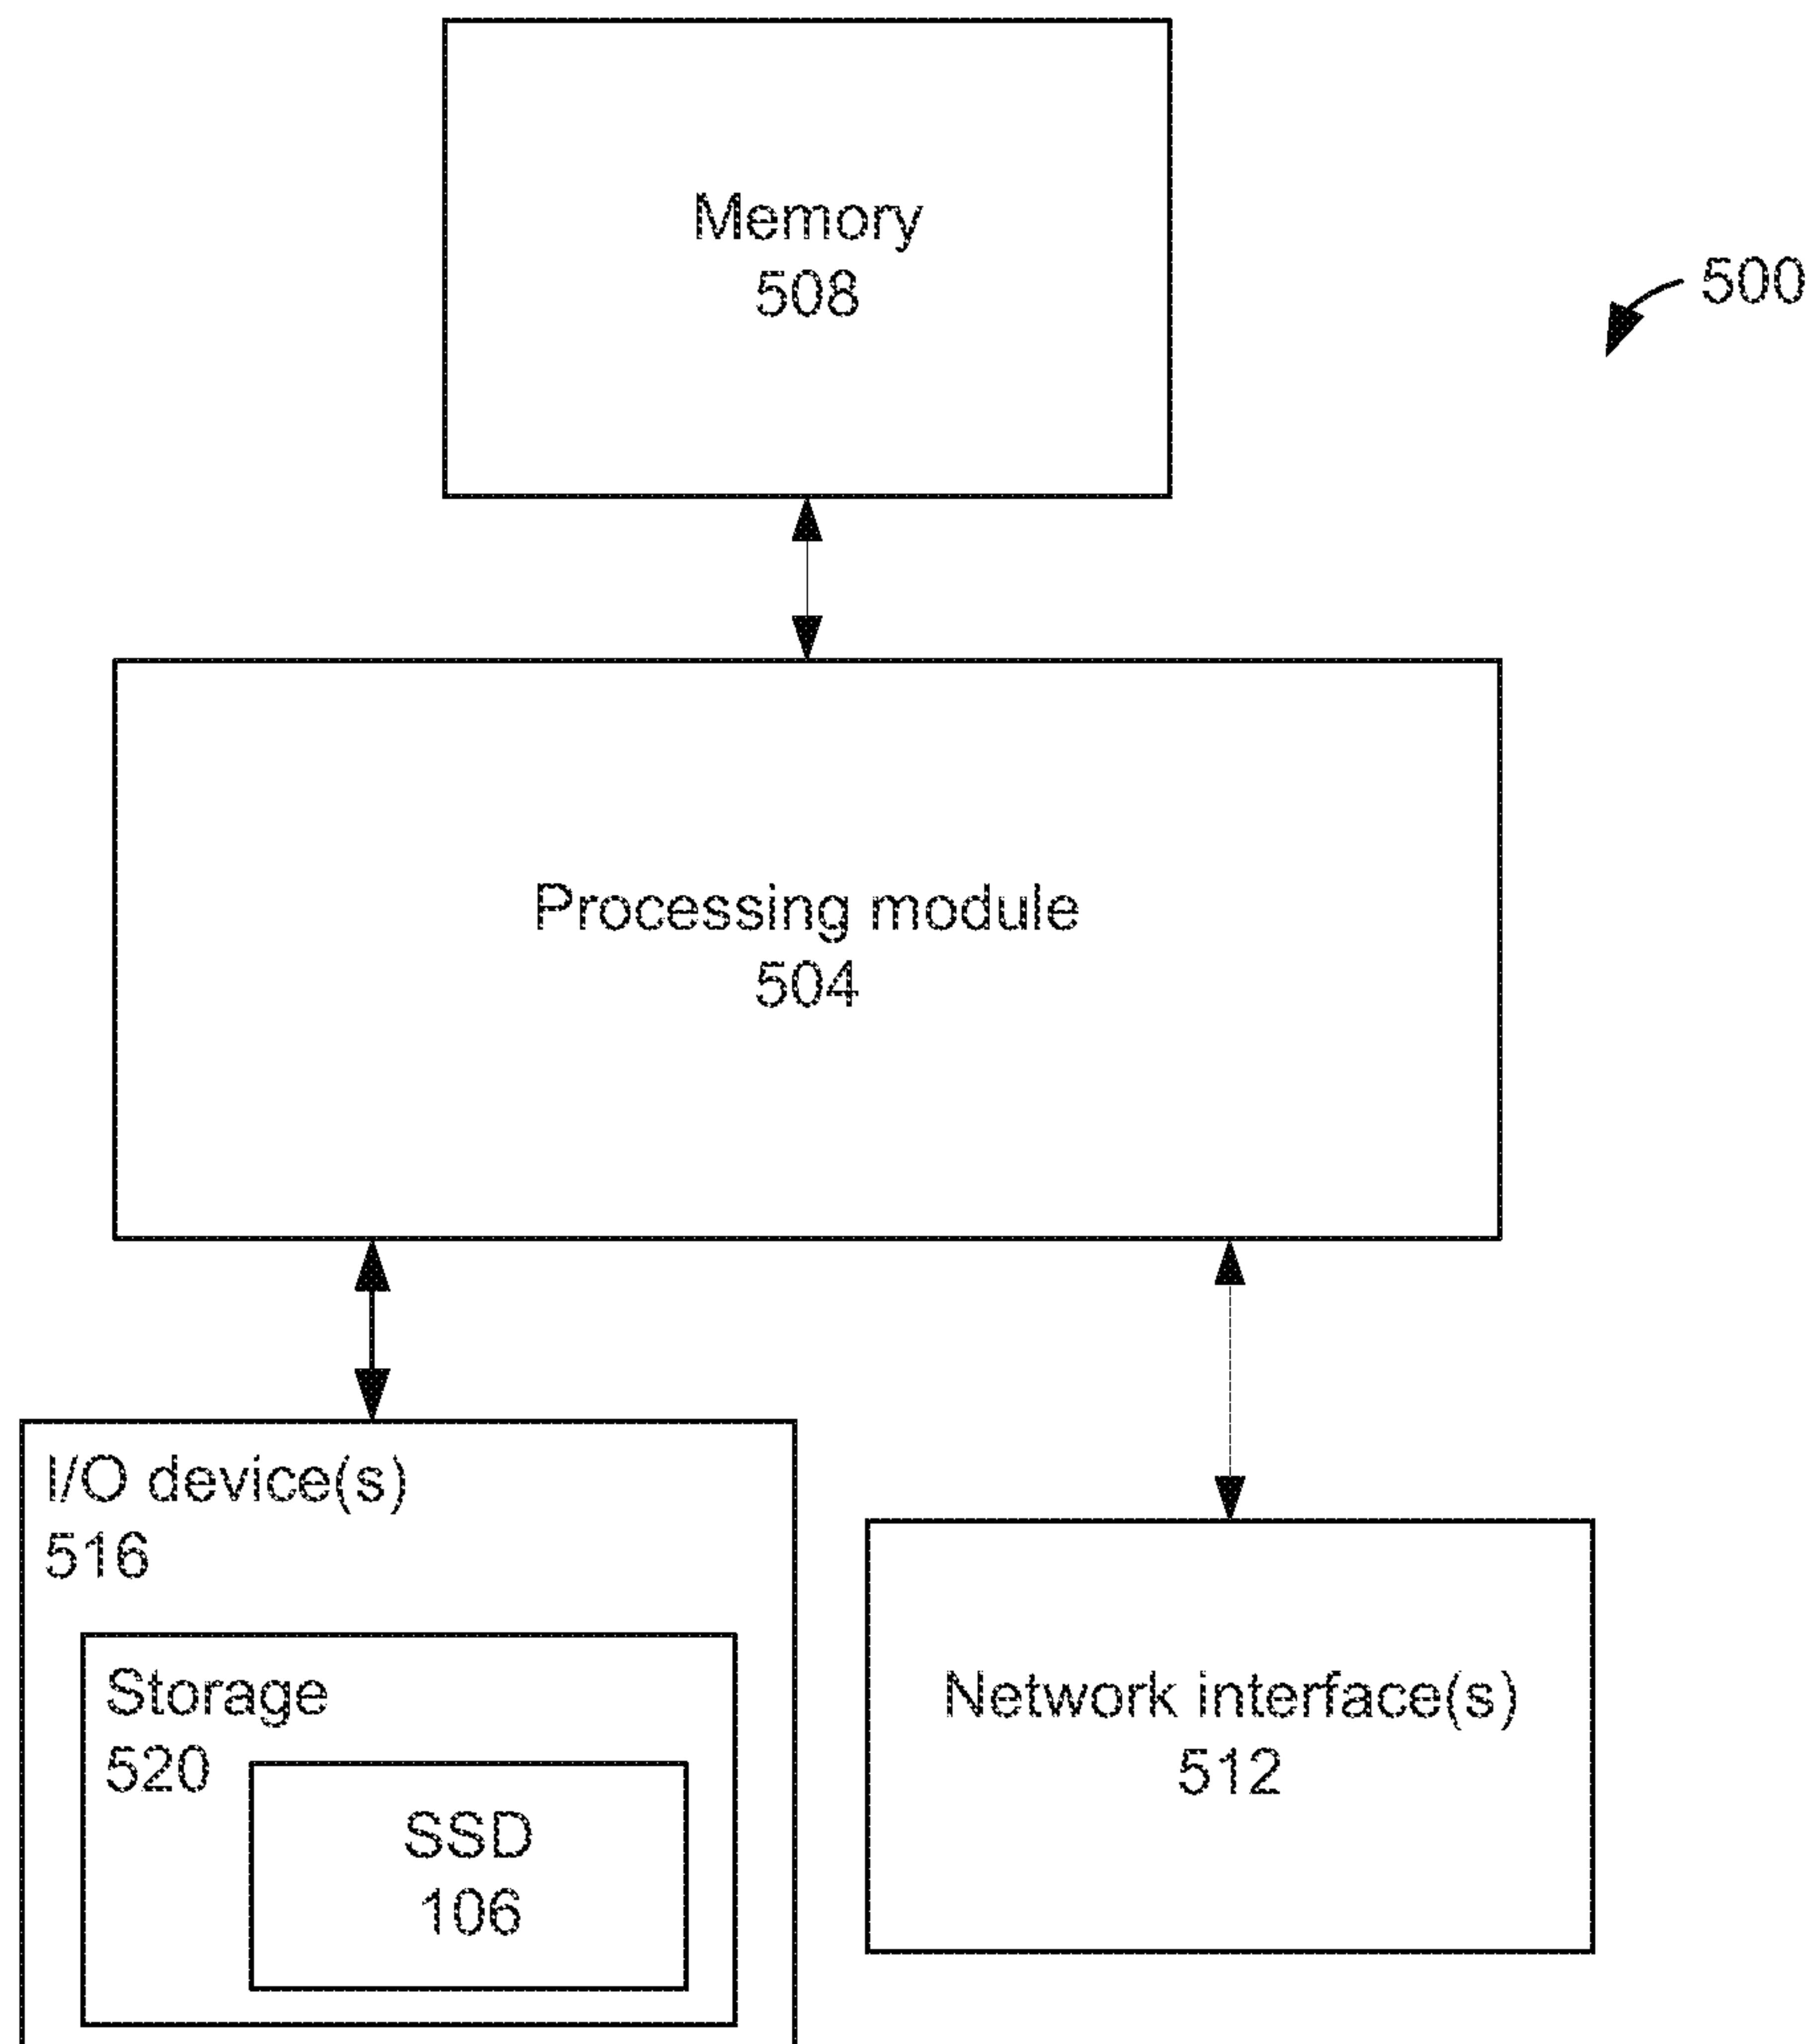 Memory
508
500
Processing module
504
I/O device(s)
516
Storage
520
SSD
106
Network interface(s)
512